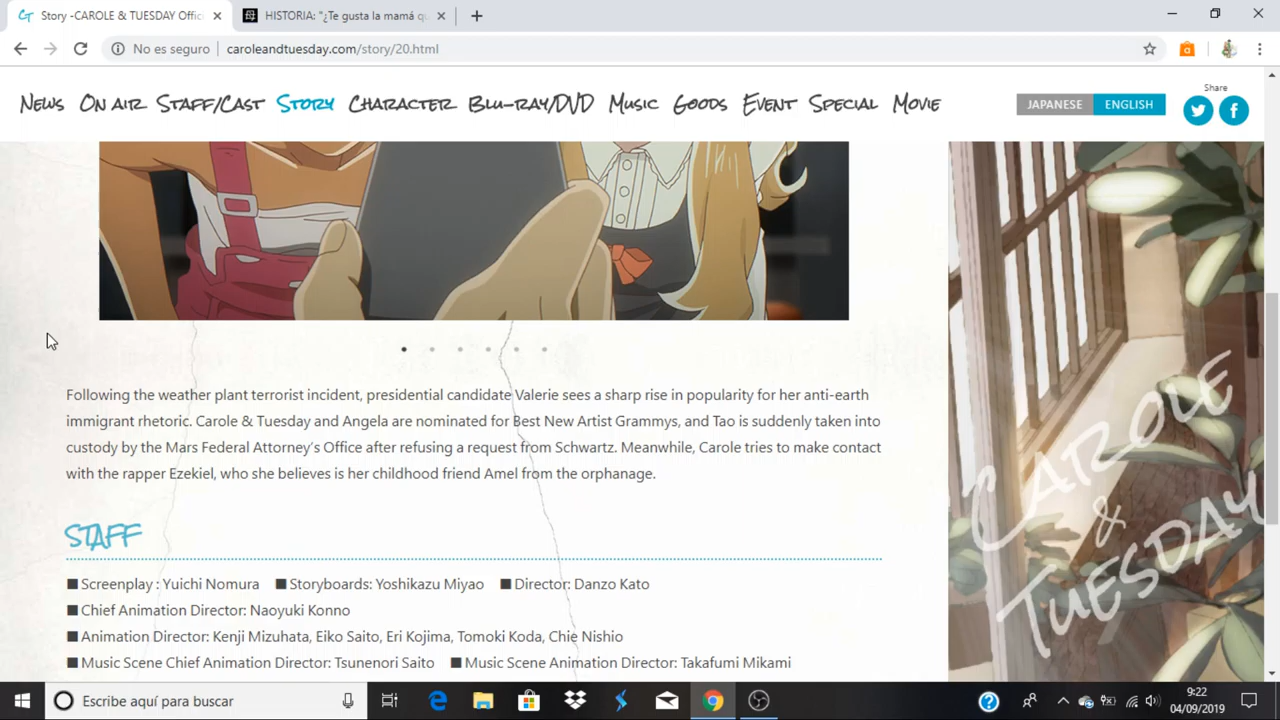 Story -CAROLE & TUESDAY Offic
HISTORIA: "¿Te gusta la mamá qu
No es seguro
caroleandtuesday.com/story/20.html
News On air Staff/Cast Story Character Blu-ray/DVD Music Goods Event Special Movie
JAPANESE ENGLISH
Share
Following the weather plant terrorist incident, presidential candidate Valerie sees a sharp rise in popularity for her anti-earth
immigrant rhetoric. Carole & Tuesday and Angela are nominated for Best New Artist Grammys, and Tao is suddenly taken into
custody by the Mars Federal Attorney's Office after refusing a request from Schwartz. Meanwhile, Carole tries to make contact
with the rapper Ezekiel, who she believes is her childhood friend Amel from the orphanage.
STAFF
■Screenplay : Yuichi Nomura ■Storyboards: Yoshikazu Miyao ■Director: Danzo Kato
■Chief Animation Director: Naoyuki Konno
■Animation Director: Kenji Mizuhata, Eiko Saito, Eri Kojima, Tomoki Koda, Chie Nishio
■Music Scene Chief Animation Director: Tsunenori Saito ■Music Scene Animation Director: Takafumi Mikami
CAROLE
&
TUESDAY
Escribe aquí para buscar
9:22
04/09/2019